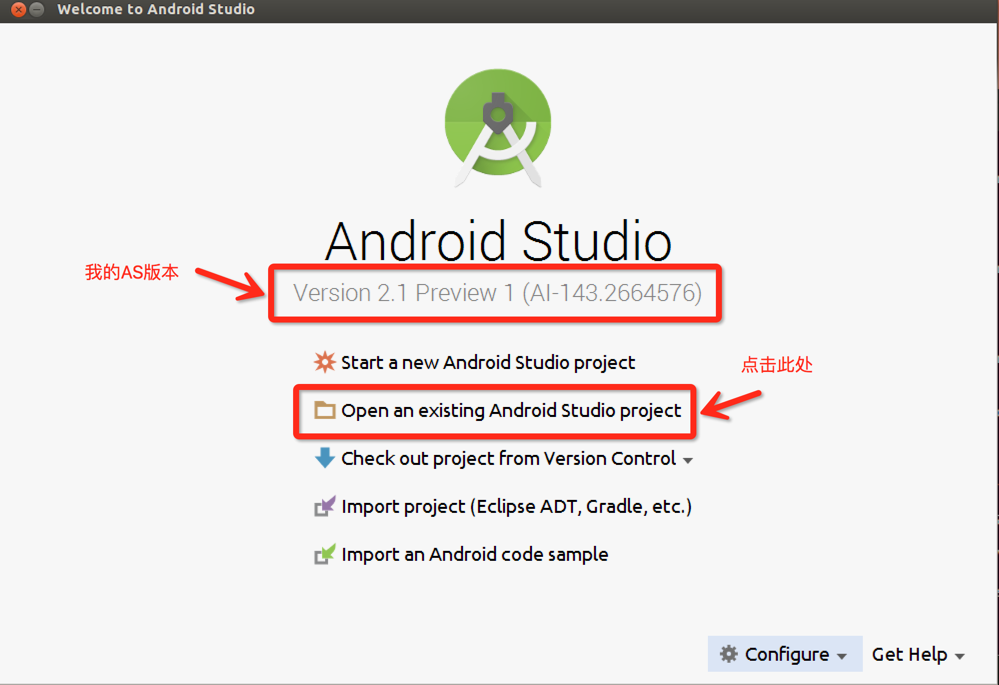 Welcome to Android Studio
Android Studio
我的AS版本
Version 2.1 Preview 1 (AI-143.2664576)
Start a new Android Studio project
点击此处
Open an existing Android Studio project
Check out project from Version Control
Import project (Eclipse ADT, Gradle, etc.)
Import an Android code sample
Configure
Get Help